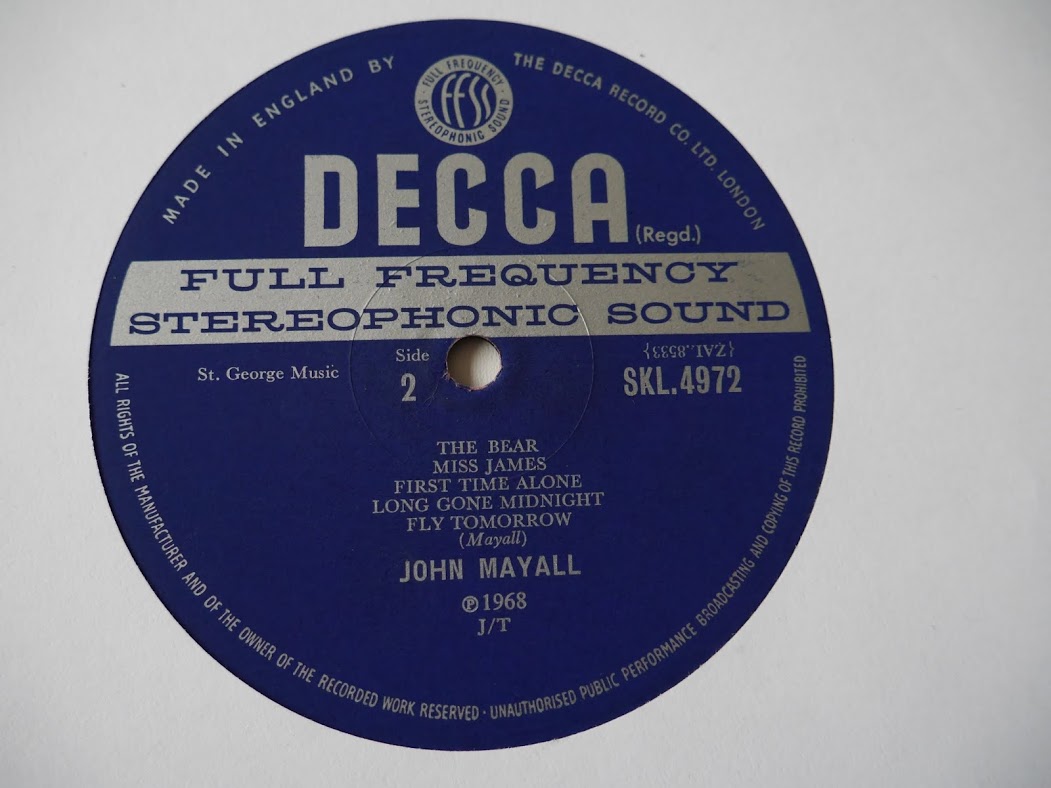 MADE IN ENGLAND BY
THE DECCA RECORD CO. LTD. LONDON
FULL FREQUENCY
ffss
STEREOPHONIC SOUND
DECCA
(Regd.)
FULL FREQUENCY
STEREOPHONIC SOUND
St. George Music
Side
2
{ZAL.8533}
SKL.4972
THE BEAR
MISS JAMES
FIRST TIME ALONE
LONG GONE MIDNIGHT
FLY TOMORROW
(Mayall)
JOHN MAYALL
℗ 1968
J/T
ALL RIGHTS OF THE MANUFACTURER AND OF THE OWNER OF THE RECORDED WORK RESERVED · UNAUTHORISED PUBLIC PERFORMANCE BROADCASTING AND COPYING OF THIS RECORD PROHIBITED